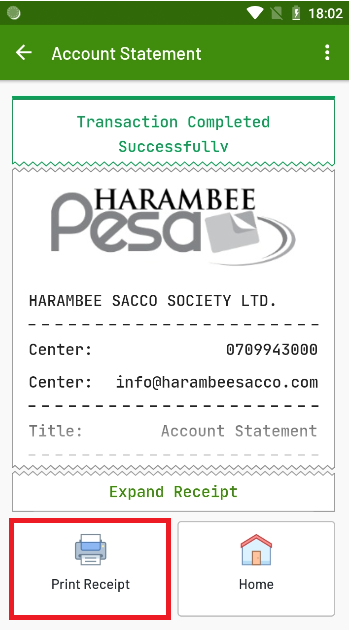 18:02
Account Statement
Transaction Completed
Successfully
HARAMBEE
Pesa
HARAMBEE SACCO SOCIETY LTD.
Center: 0709943000
Center: info@harambeesacco.com
Title: Account Statement
Expand Receipt
Print Receipt Home